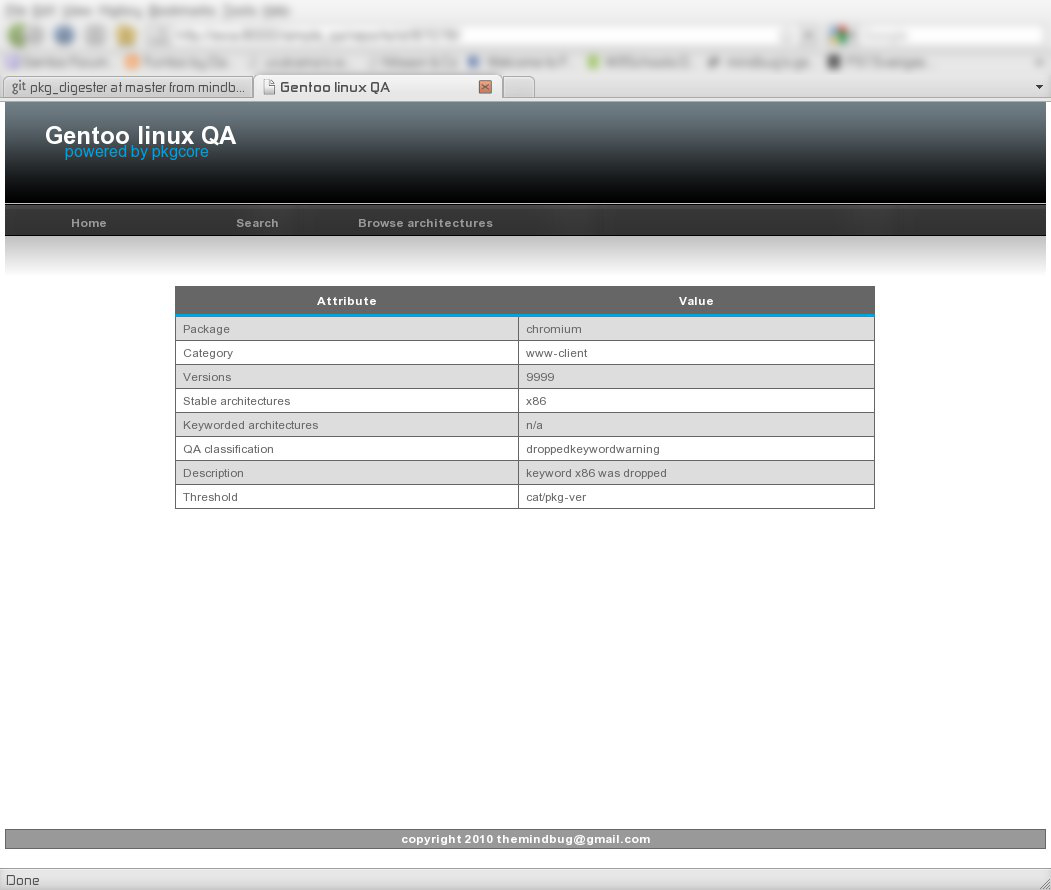 git pkg_digester at master from mindb...
Gentoo linux QA
Gentoo linux QA
powered by pkgcore
Home Search Browse architectures
Attribute Value
Package chromium
Category www-client
Versions 9999
Stable architectures x86
Keyworded architectures n/a
QA classification droppedkeywordwarning
Description keyword x86 was dropped
Threshold cat/pkg-ver
copyright 2010 themindbug@gmail.com
Done